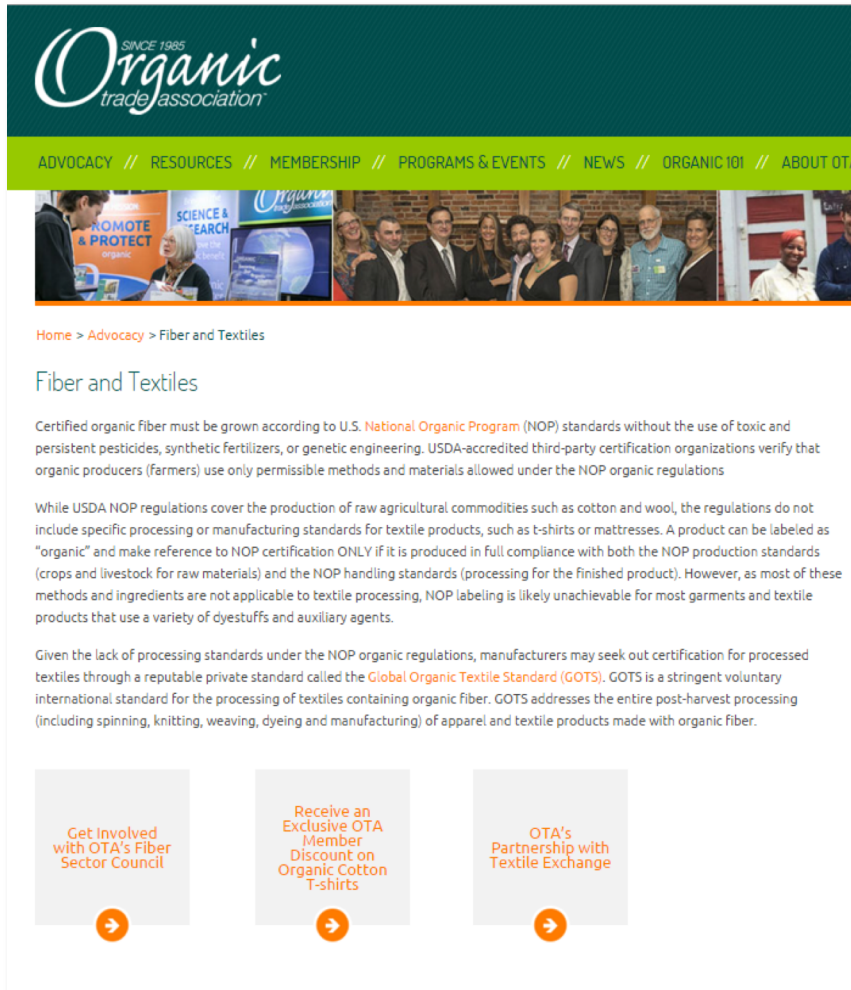 SINCE 1985
Organic
trade association
ADVOCACY // RESOURCES // MEMBERSHIP // PROGRAMS & EVENTS // NEWS // ORGANIC 101 // ABOUT OTA
PROMOTE
& PROTECT
organic
SCIENCE &
Organic
trade association
Home > Advocacy > Fiber and Textiles
Fiber and Textiles
Certified organic fiber must be grown according to U.S. National Organic Program (NOP) standards without the use of toxic and
persistent pesticides, synthetic fertilizers, or genetic engineering. USDA-accredited third-party certification organizations verify that
organic producers (farmers) use only permissible methods and materials allowed under the NOP organic regulations
While USDA NOP regulations cover the production of raw agricultural commodities such as cotton and wool, the regulations do not
include specific processing or manufacturing standards for textile products, such as t-shirts or mattresses. A product can be labeled as
“organic” and make reference to NOP certification ONLY if it is produced in full compliance with both the NOP production standards
(crops and livestock for raw materials) and the NOP handling standards (processing for the finished product). However, as most of these
methods and ingredients are not applicable to textile processing, NOP labeling is likely unachievable for most garments and textile
products that use a variety of dyestuffs and auxiliary agents.
Given the lack of processing standards under the NOP organic regulations, manufacturers may seek out certification for processed
textiles through a reputable private standard called the Global Organic Textile Standard (GOTS). GOTS is a stringent voluntary
international standard for the processing of textiles containing organic fiber. GOTS addresses the entire post-harvest processing
(including spinning, knitting, weaving, dyeing and manufacturing) of apparel and textile products made with organic fiber.
Get Involved
with OTA's Fiber
Sector Council
Receive an
Exclusive OTA
Member
Discount on
Organic Cotton
T-shirts
OTA's
Partnership with
Textile Exchange